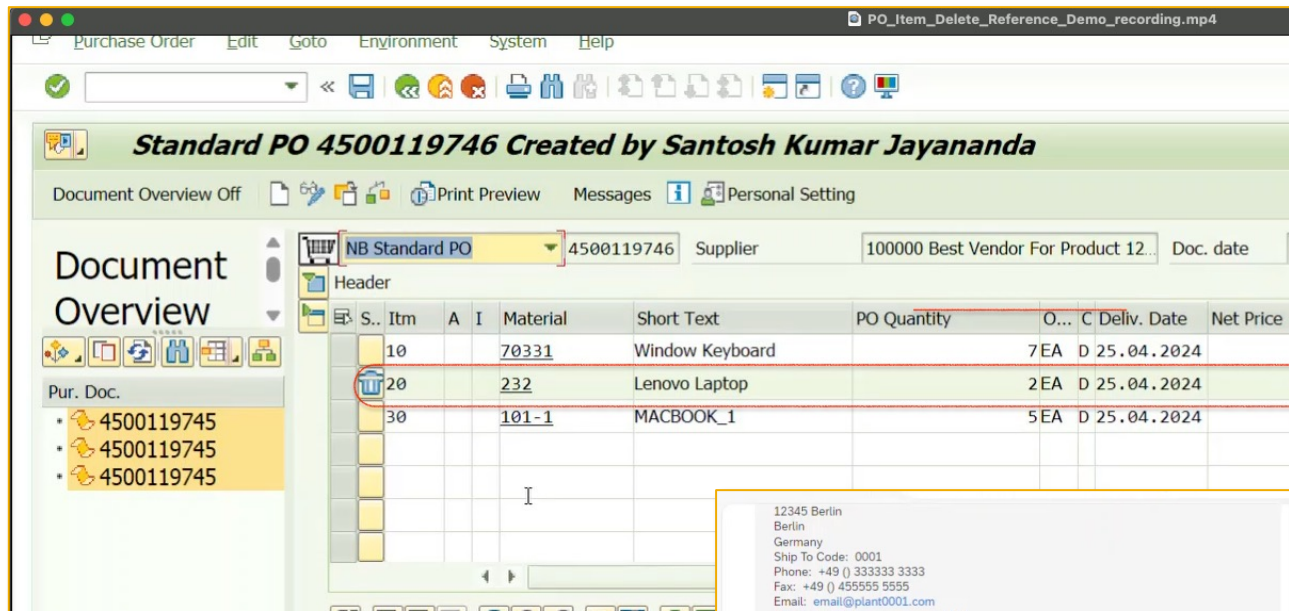 PO_Item_Delete_Reference_Demo_recording.mp4
Purchase Order Edit Goto Environment System Help
Standard PO 4500119746 Created by Santosh Kumar Jayananda
Document Overview Off Print Preview Messages Personal Setting
Document
Overview
Pur. Doc.
4500119745
4500119745
4500119745
NB Standard PO 4500119746 Supplier 100000 Best Vendor For Product 12... Doc. date
Header
S.. Itm A I Material Short Text PO Quantity O... C Deliv. Date Net Price
10 70331 Window Keyboard 7 EA D 25.04.2024
20 232 Lenovo Laptop 2 EA D 25.04.2024
30 101-1 MACBOOK_1 5 EA D 25.04.2024
12345 Berlin
Berlin
Germany
Ship To Code: 0001
Phone: +49 () 333333 3333
Fax: +49 () 455555 5555
Email: email@plant0001.com